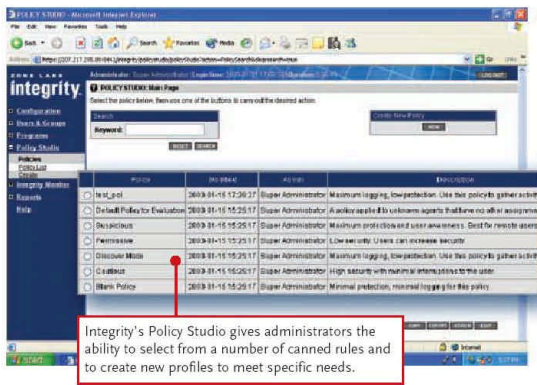 POLICY STUDIO - Microsoft Internet Explorer
File Edit View Favorites Tools Help
Back Search Favorites Media
ZONE LABS
integrity
Configuration
Users & Groups
Programs
Policy Studio
Policies
Policy List
Create
Integrity Monitor
Reports
Help
LOG OUT
POLICY STUDIO: Main Page
Select the policy below, then use one of the buttons to carry out the desired action.
Search
Keyword:
RESET SEARCH
Create New Policy
NEW
Policy Description
test_pol 2003-01-15 17:26:27 Super Administrator Maximum logging, low protection. Use this policy to gather activit
Default Policy for Evaluation 2003-01-15 15:25:17 Super Administrator A policy applied to unknown agents that have no other assignme
Suspicious 2003-01-15 15:25:17 Super Administrator Maximum protection and user awareness. Best for remote users
Permissive 2003-01-15 15:25:17 Super Administrator Low security. Users can increase security
Discover Mode 2003-01-15 15:25:17 Super Administrator Maximum logging, low protection. Use this policy to gather activit
Cautious 2003-01-15 15:25:17 Super Administrator High security with minimal interruptions to the user
Blank Policy 2003-01-15 15:25:17 Super Administrator Minimal protection, minimal logging for this policy
Internet
Integrity's Policy Studio gives administrators the
ability to select from a number of canned rules and
to create new profiles to meet specific needs.